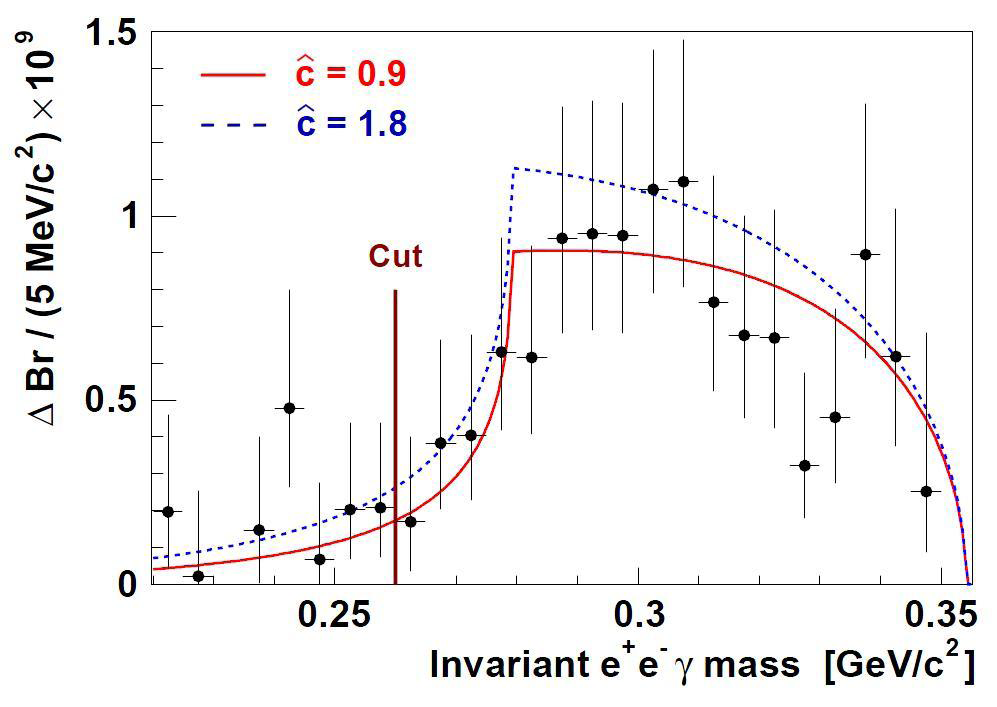 Δ Br / (5 MeV/c²) × 10⁹
1.5
1
0.5
0
ĉ = 0.9
ĉ = 1.8
Cut
0.25
0.3
0.35
Invariant e⁺e⁻γ mass [GeV/c²]